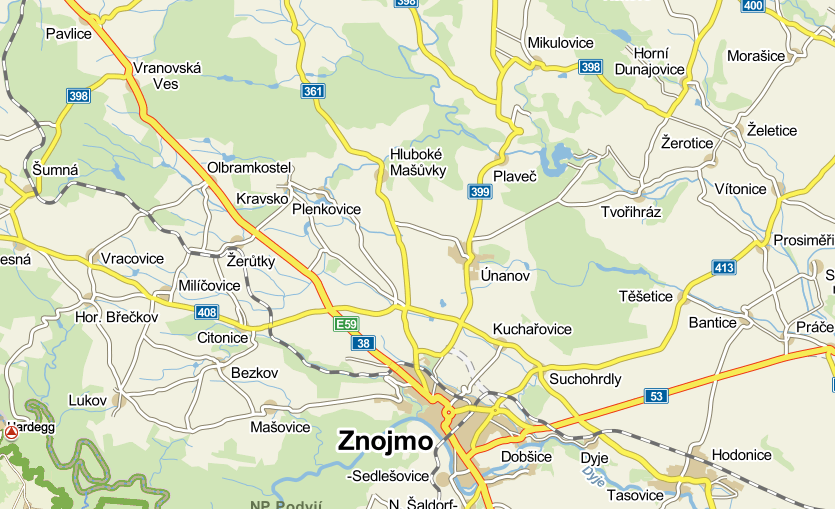 398
400
Pavlice
Mikulovice
Horní
Dunajovice
Morašice
Vranovská
Ves
398
398
361
Želetice
Žerotice
Hluboké
Mašůvky
Šumná
Olbramkostel
Plaveč
399
Vítonice
Kravsko
Plenkovice
Tvořihráz
Prosiměři
esná
Vracovice
Žerůtky
Únanov
413
Milíčovice
Těšetice
Hor. Břečkov
408
E59
Kuchařovice
Bantice
Práče
Citonice
38
Bezkov
Suchohrdly
53
Lukov
Hardegg
Mašovice
Znojmo
Dobšice
Dyje
Hodonice
-Sedlešovice
Dyje
Tasovice
NP Podyjí
N. Šaldorf-